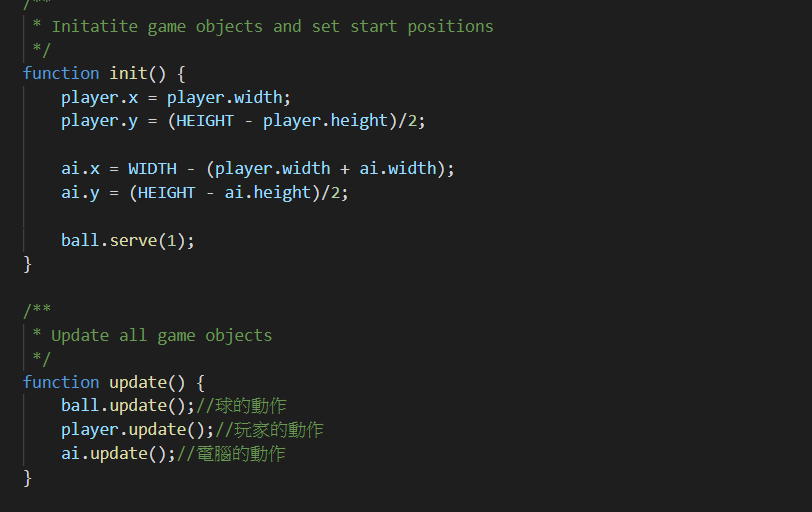 /**
 * Initatite game objects and set start positions
 */
function init() {
    player.x = player.width;
    player.y = (HEIGHT - player.height)/2;

    ai.x = WIDTH - (player.width + ai.width);
    ai.y = (HEIGHT - ai.height)/2;

    ball.serve(1);
}

/**
 * Update all game objects
 */
function update() {
    ball.update();//球的動作
    player.update();//玩家的動作
    ai.update();//電腦的動作
}